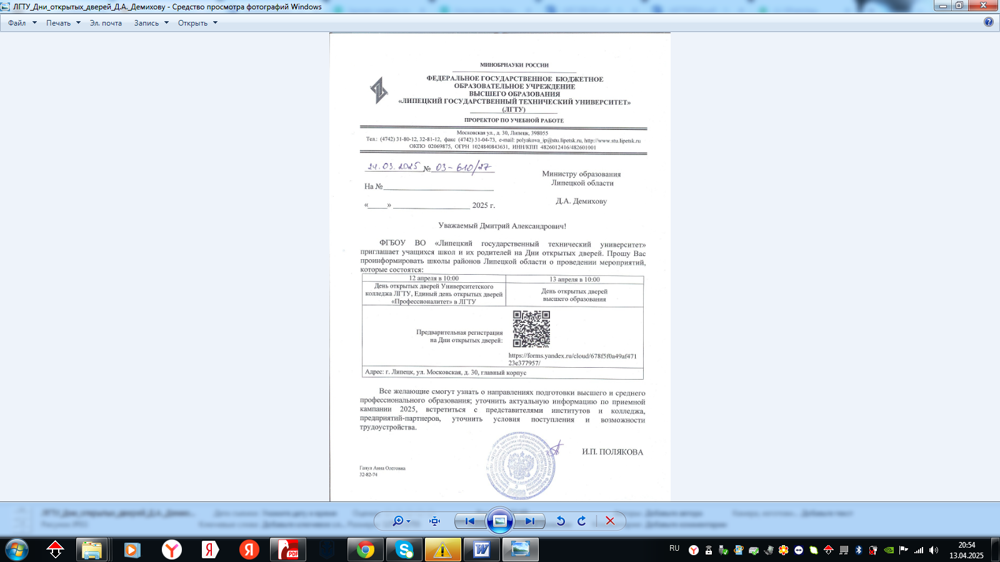 ЛГТУ_Дни_открытых_дверей_Д.А._Демихову - Средство просмотра фотографий Windows
Файл Печать Эл. почта Запись Открыть
МИНОБРНАУКИ РОССИИ
ФЕДЕРАЛЬНОЕ ГОСУДАРСТВЕННОЕ БЮДЖЕТНОЕ
ОБРАЗОВАТЕЛЬНОЕ УЧРЕЖДЕНИЕ
ВЫСШЕГО ОБРАЗОВАНИЯ
«ЛИПЕЦКИЙ ГОСУДАРСТВЕННЫЙ ТЕХНИЧЕСКИЙ УНИВЕРСИТЕТ»
(ЛГТУ)
ПРОРЕКТОР ПО УЧЕБНОЙ РАБОТЕ
Московская ул., д. 30, Липецк, 398055
Тел.: (4742) 31-80-12, 32-81-12, факс (4742) 31-04-73, e-mail: polyakova_ip@stu.lipetsk.ru, http://www.stu.lipetsk.ru
ОКПО 02069875, ОГРН 1024840843631, ИНН/КПП 4826012416/482601001
24.03.2025 № 03-610/27
На №
«_____» ____________________ 2025 г.
Министру образования
Липецкой области
Д.А. Демихову
Уважаемый Дмитрий Александрович!
ФГБОУ ВО «Липецкий государственный технический университет»
приглашает учащихся школ и их родителей на Дни открытых дверей. Прошу Вас
проинформировать школы районов Липецкой области о проведении мероприятий,
которые состоятся:
12 апреля в 10:00
13 апреля в 10:00
День открытых дверей Университетского
колледжа ЛГТУ, Единый день открытых дверей
«Профессионалитет» в ЛГТУ
День открытых дверей
высшего образования
Предварительная регистрация
на Дни открытых дверей:
https://forms.yandex.ru/cloud/678f5f0a49af471
23e377957/
Адрес: г. Липецк, ул. Московская, д. 30, главный корпус
Все желающие смогут узнать о направлениях подготовки высшего и среднего
профессионального образования; уточнить актуальную информацию по приемной
кампании 2025, встретиться с представителями институтов и колледжа,
предприятий-партнеров, уточнить условия поступления и возможности
трудоустройства.
И.П. ПОЛЯКОВА
Ганул Анна Олеговна
32-82-74
RU
20:54
13.04.2025